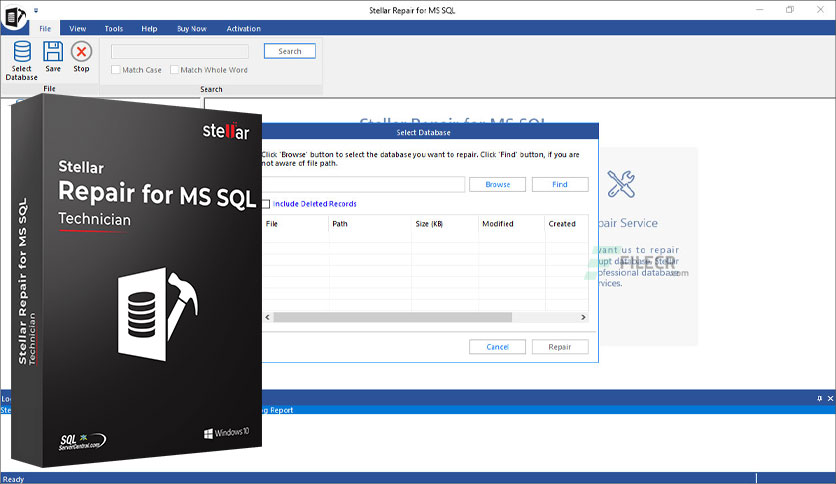 Stellar Repair for MS SQL
File View Tools Help Buy Now Activation
Search
Select Database
Save
Stop
Match Case
Match Whole Word
File
Search
Stellar Repair for MS SQL
Select Database
Click 'Browse' button to select the database you want to repair. Click 'Find' button, if you are
not aware of file path.
Browse
Find
Include Deleted Records
File Path Size (KB) Modified Created
Cancel
Repair
pair Service
want us to repair
upt database. Stellar
ofessional database
rvices.
FILECR
.com
stellar
Stellar
Repair for MS SQL
Technician
Stellar Repair for MS SQL
Technician
SQL
ServerCentral.com
Windows 10
Lo
Ste
og Report
Ready